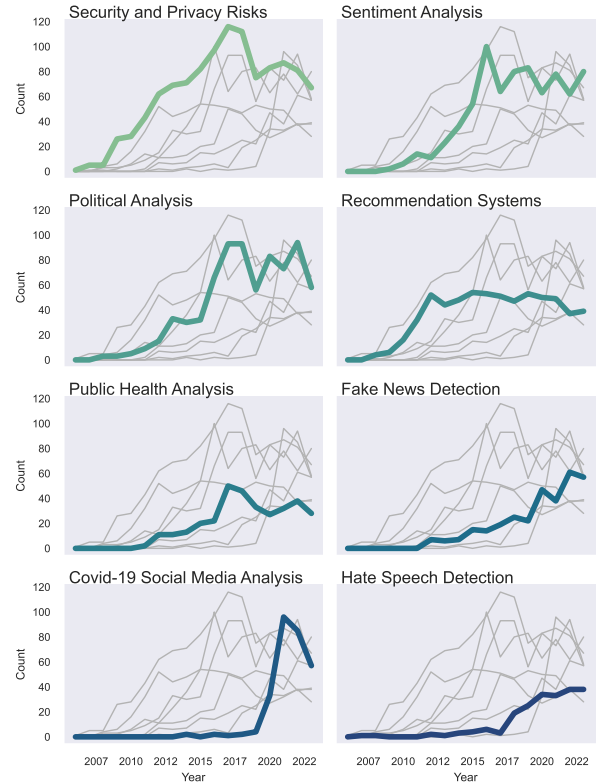 Security and Privacy Risks
Sentiment Analysis
120
100
80
60
40
20
0
Count
Political Analysis
Recommendation Systems
120
100
80
60
40
20
0
Count
Public Health Analysis
Fake News Detection
120
100
80
60
40
20
0
Count
Covid-19 Social Media Analysis
Hate Speech Detection
120
100
80
60
40
20
0
Count
2007 2010 2012 2015 2017 2020 2022
2007 2010 2012 2015 2017 2020 2022
Year
Year